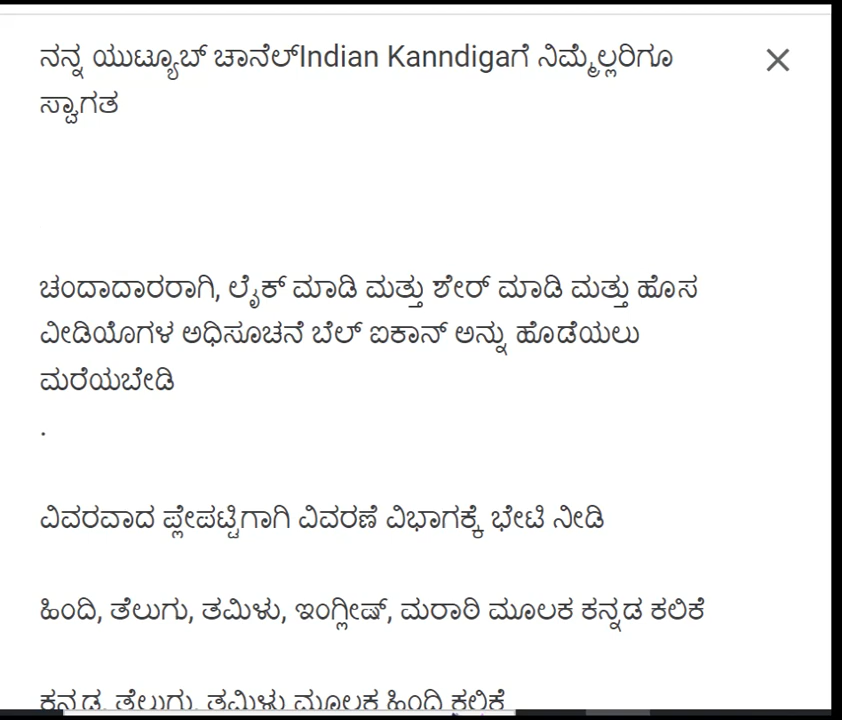 ನನ್ನ ಯುಟ್ಯೂಬ್ ಚಾನೆಲ್Indian Kanndigaಗೆ ನಿಮ್ಮೆಲ್ಲರಿಗೂ
ಸ್ವಾಗತ
ಚಂದಾದಾರರಾಗಿ, ಲೈಕ್ ಮಾಡಿ ಮತ್ತು ಶೇರ್ ಮಾಡಿ ಮತ್ತು ಹೊಸ
ವೀಡಿಯೊಗಳ ಅಧಿಸೂಚನೆ ಬೆಲ್ ಐಕಾನ್ ಅನ್ನು ಹೊಡೆಯಲು
ಮರೆಯಬೇಡಿ
.
ವಿವರವಾದ ಪ್ಲೇಪಟ್ಟಿಗಾಗಿ ವಿವರಣೆ ವಿಭಾಗಕ್ಕೆ ಭೇಟಿ ನೀಡಿ
ಹಿಂದಿ, ತೆಲುಗು, ತಮಿಳು, ಇಂಗ್ಲೀಷ್, ಮರಾಠಿ ಮೂಲಕ ಕನ್ನಡ ಕಲಿಕೆ
ಕನ್ನಡ, ತೆಲುಗು, ತಮಿಳು ಮೂಲಕ ಹಿಂದಿ ಕಲಿಕೆ